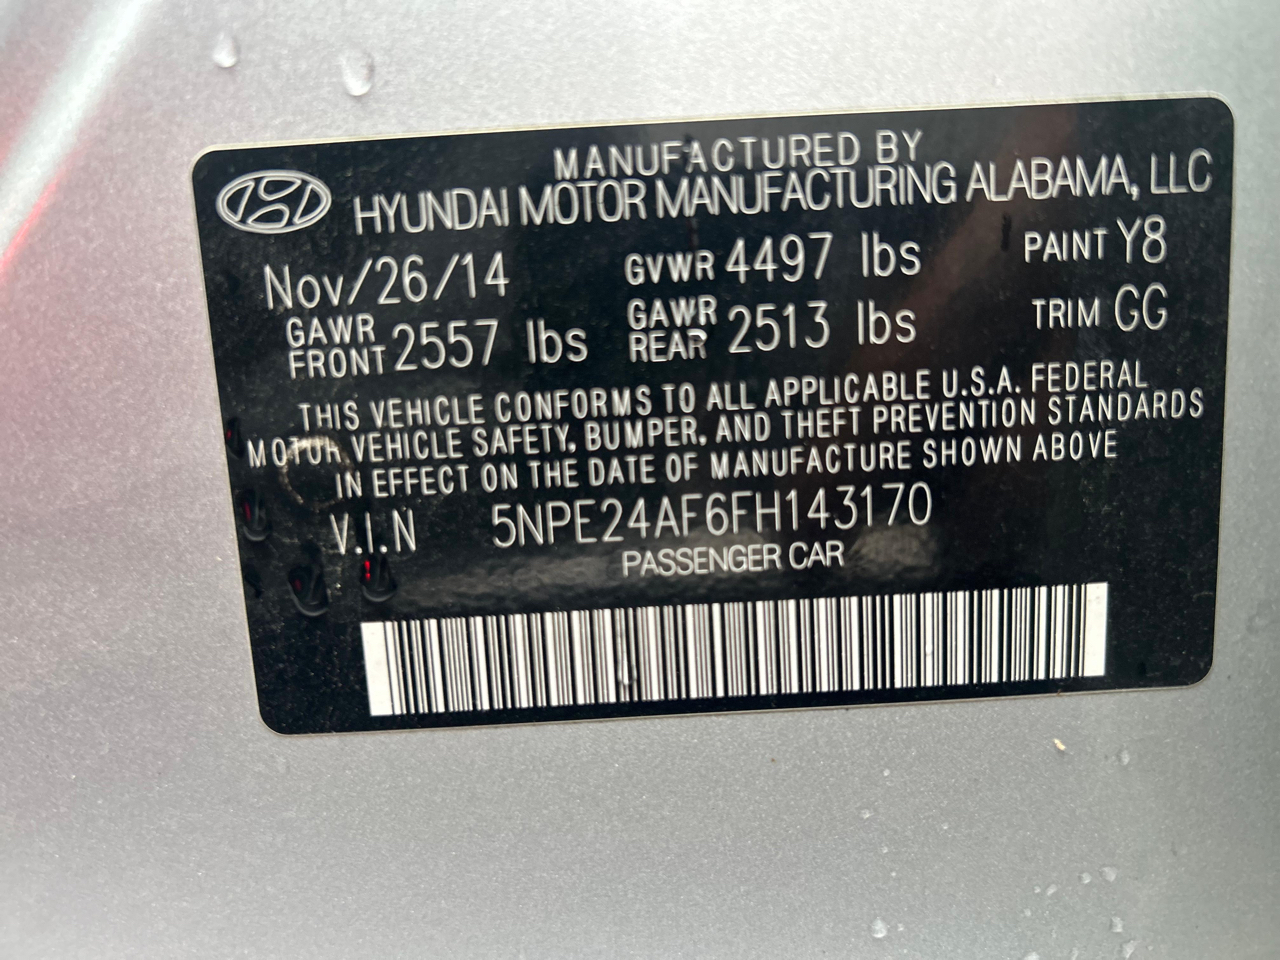 MANUFACTURED BY
HYUNDAI MOTOR MANUFACTURING ALABAMA, LLC
Nov/26/14 GVWR 4497 lbs PAINT Y8
GAWR FRONT 2557 lbs GAWR REAR 2513 lbs TRIM GG
THIS VEHICLE CONFORMS TO ALL APPLICABLE U.S.A. FEDERAL
MOTOR VEHICLE SAFETY, BUMPER, AND THEFT PREVENTION STANDARDS
IN EFFECT ON THE DATE OF MANUFACTURE SHOWN ABOVE
V.I.N 5NPE24AF6FH143170
PASSENGER CAR